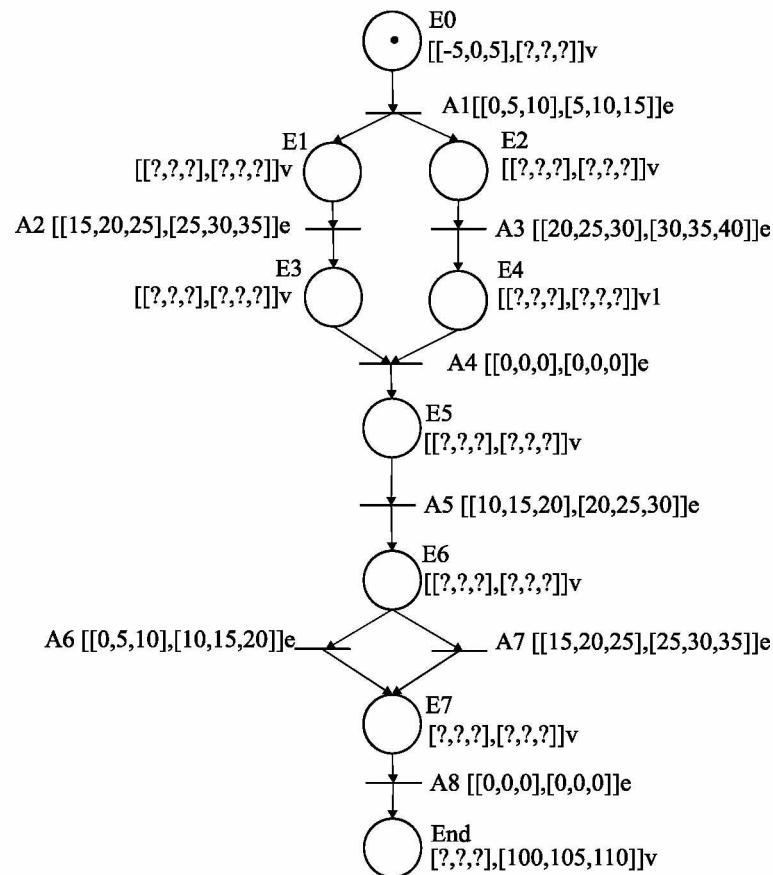 E0
[[-5,0,5],[?,?,?]]v
A1[[0,5,10],[5,10,15]]e
E1
[[?,?,?],[?,?,?]]v
E2
[[?,?,?],[?,?,?]]v
A2 [[15,20,25],[25,30,35]]e
A3 [[20,25,30],[30,35,40]]e
E3
[[?,?,?],[?,?,?]]v
E4
[[?,?,?],[?,?,?]]v1
A4 [[0,0,0],[0,0,0]]e
E5
[[?,?,?],[?,?,?]]v
A5 [[10,15,20],[20,25,30]]e
E6
[[?,?,?],[?,?,?]]v
A6 [[0,5,10],[10,15,20]]e
A7 [[15,20,25],[25,30,35]]e
E7
[?,?,?],[?,?,?]]v
A8 [[0,0,0],[0,0,0]]e
End
[?,?,?],[100,105,110]]v